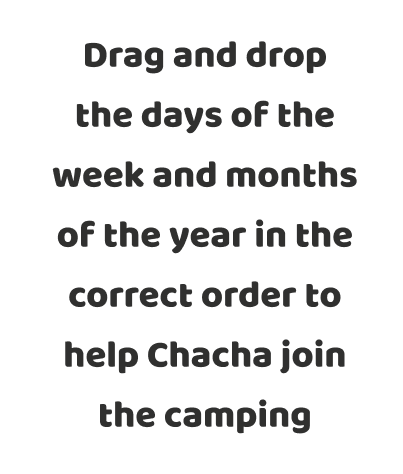 Drag and drop
the days of the
week and months
of the year in the
correct order to
help Chacha join
the camping